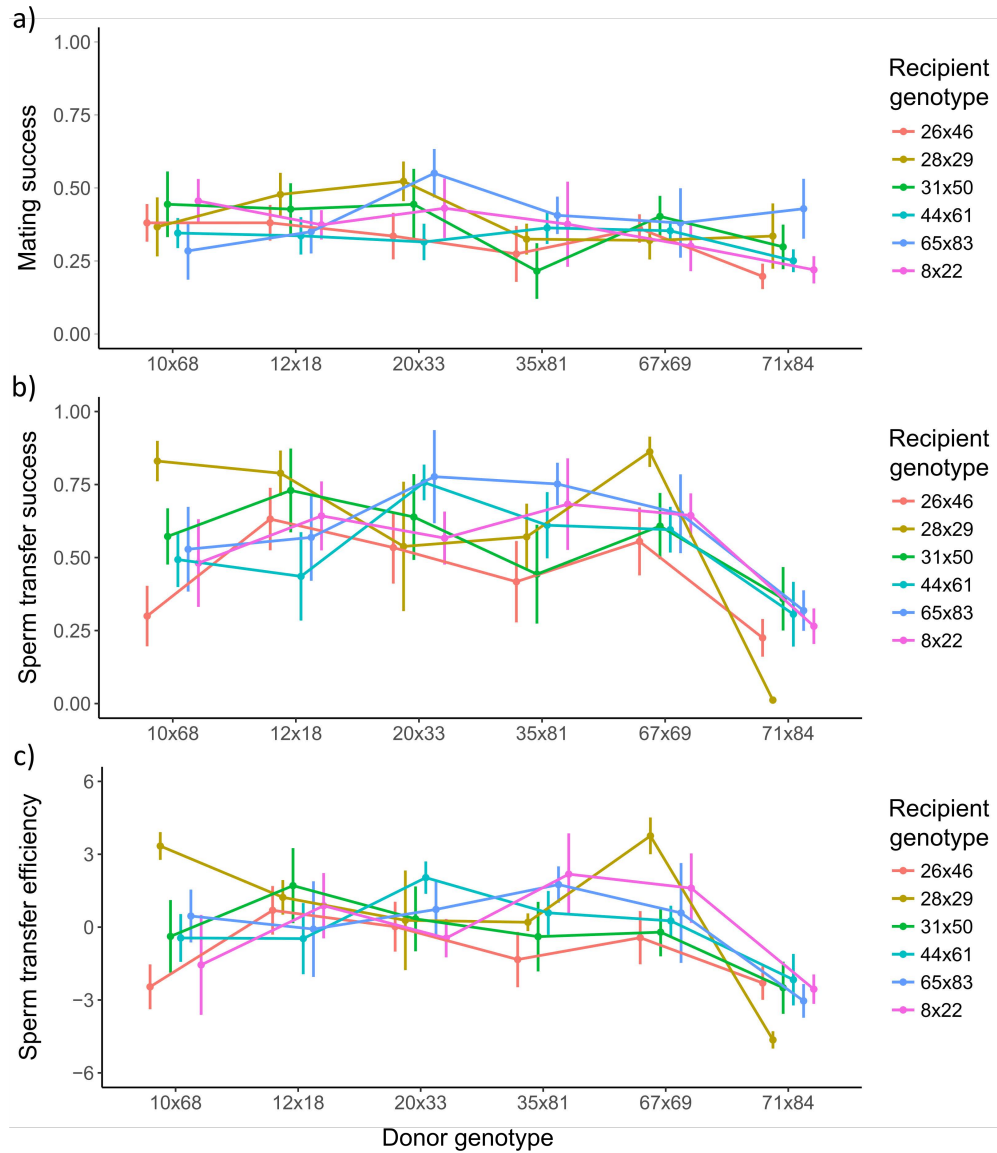 a)
Mating success
1.00
0.75
0.50
0.25
0.00
10x68 12x18 20x33 35x81 67x69 71x84
Recipient
genotype
26x46
28x29
31x50
44x61
65x83
8x22
b)
Sperm transfer success
1.00
0.75
0.50
0.25
0.00
10x68 12x18 20x33 35x81 67x69 71x84
Recipient
genotype
26x46
28x29
31x50
44x61
65x83
8x22
c)
Sperm transfer efficiency
6
3
0
−3
−6
10x68 12x18 20x33 35x81 67x69 71x84
Recipient
genotype
26x46
28x29
31x50
44x61
65x83
8x22
Donor genotype